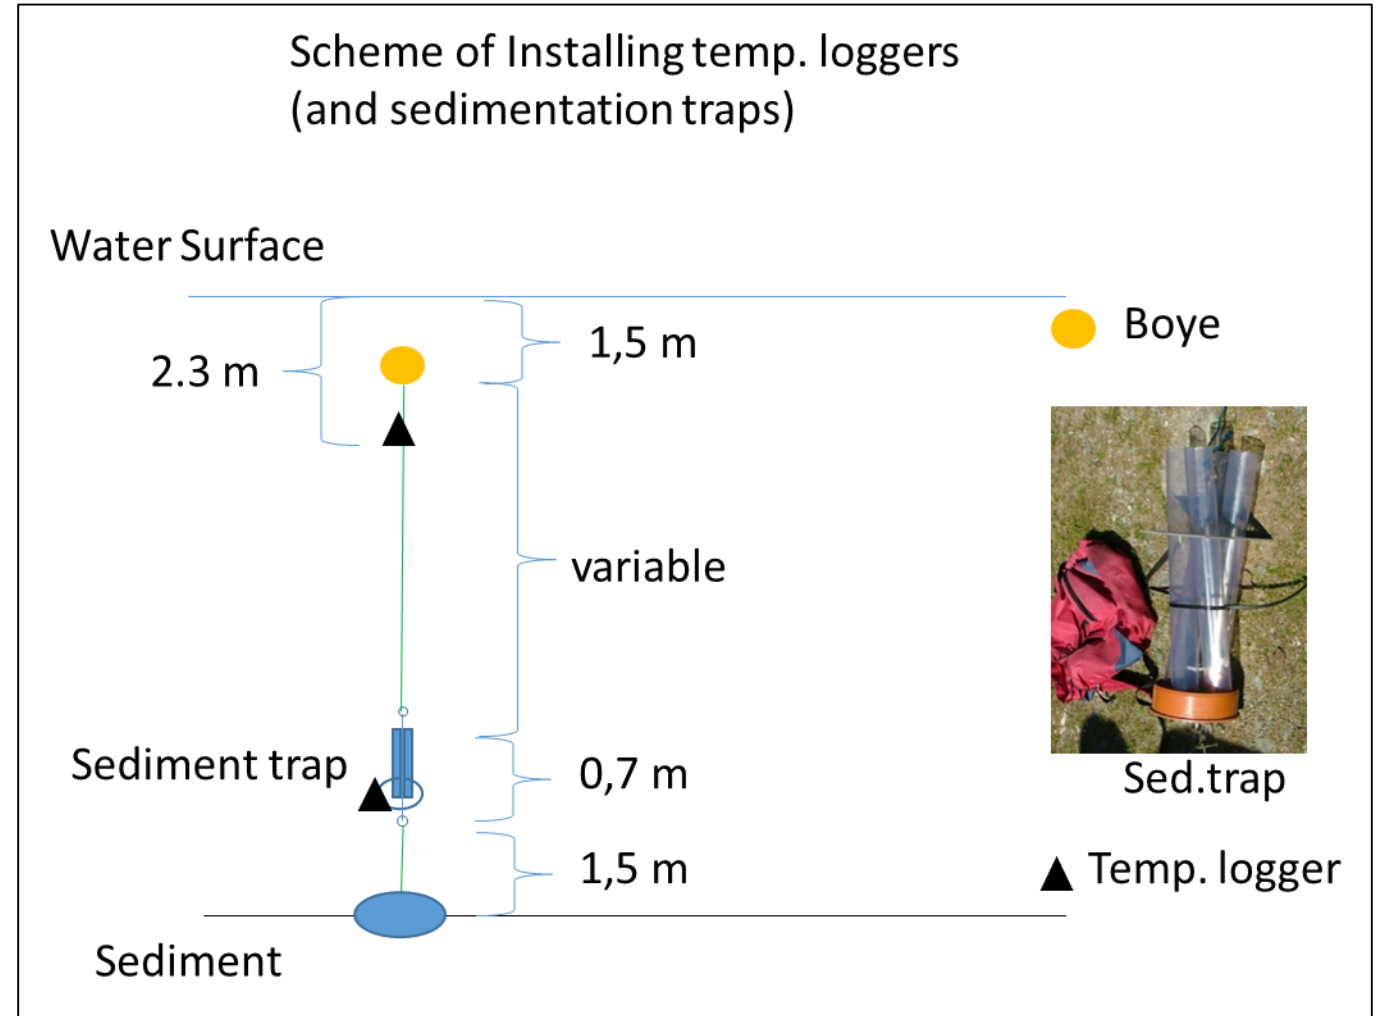 Scheme of Installing temp. loggers
(and sedimentation traps)
Water Surface
1,5 m
Boye
2.3 m
variable
Sediment trap
0,7 m
Sed.trap
1,5 m
Temp. logger
Sediment